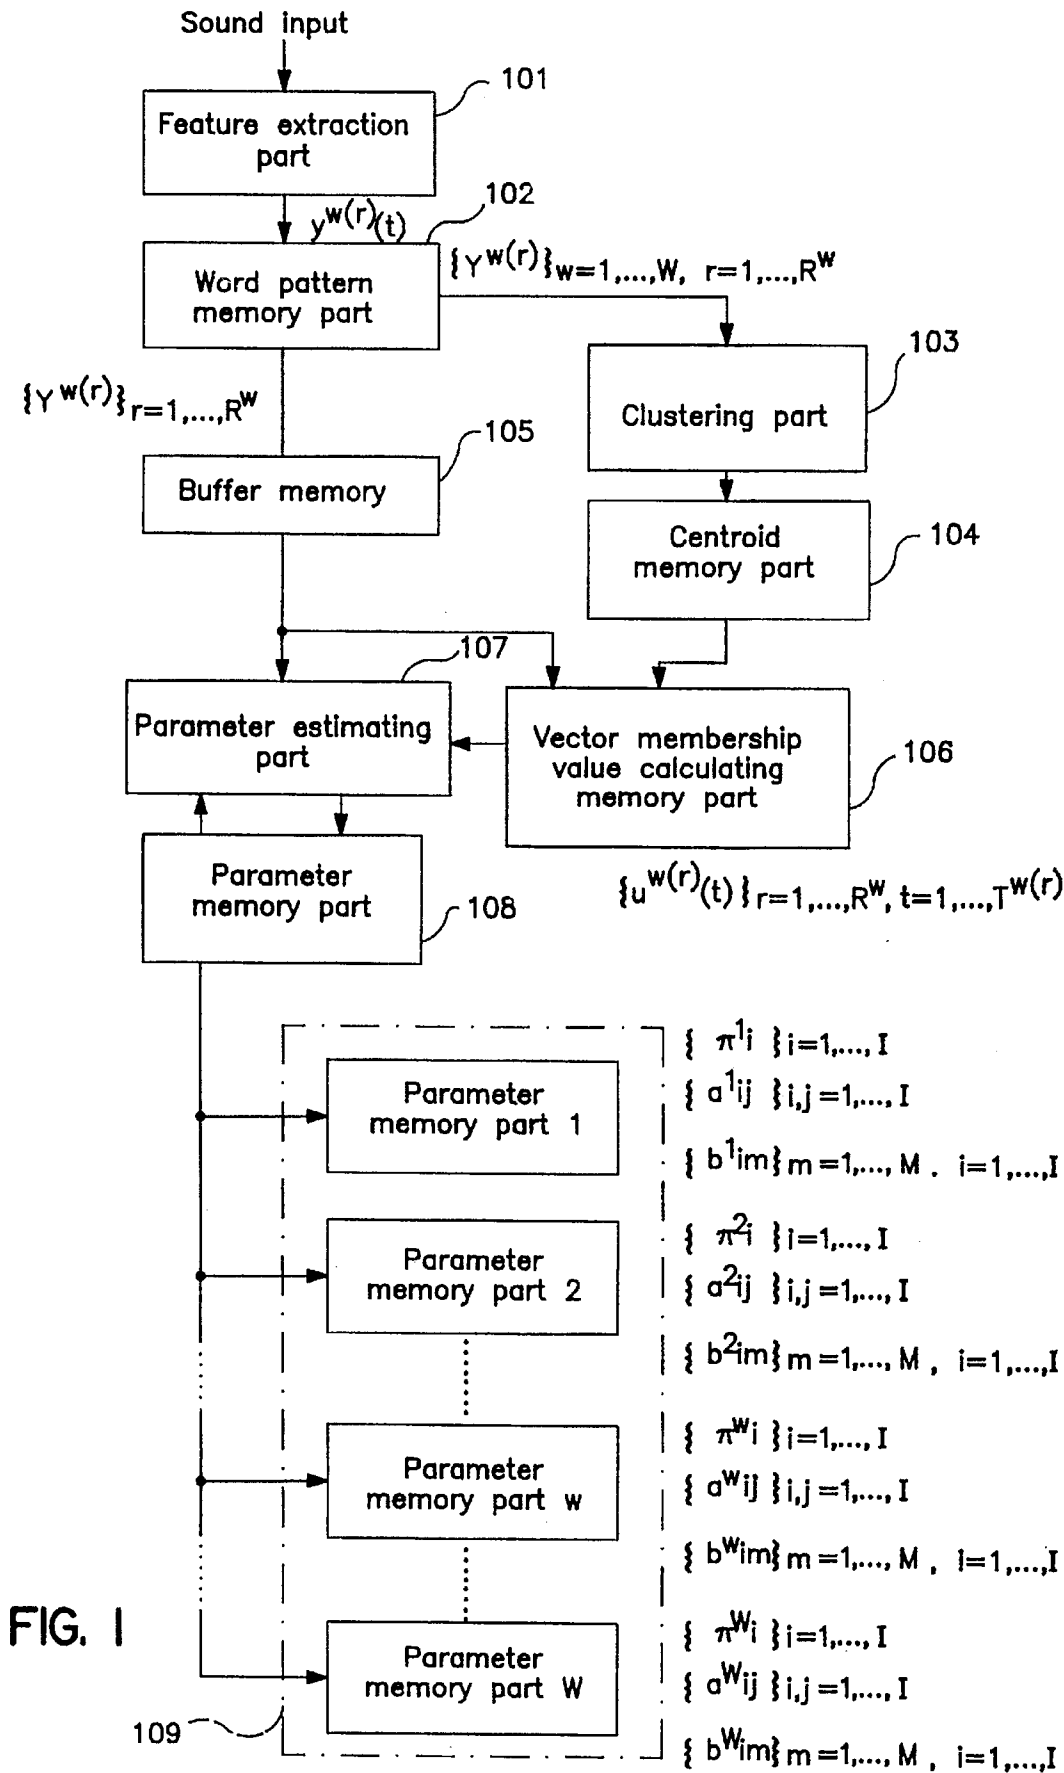 Sound input
101
Feature extraction
part
102
y^w(r)(t)
{Y^w(r)}w=1,...,W, r=1,...,R^W
Word pattern
memory part
103
{Y^w(r)}r=1,...,R^W
Clustering part
105
Buffer memory
104
Centroid
memory part
107
Parameter estimating
part
Vector membership
value calculating
memory part
106
Parameter
memory part
108
{u^w(r)(t)}r=1,...,R^W, t=1,...,T^w(r)
{ π^1i }i=1,..., I
Parameter
memory part 1
{ a^1ij }i,j=1,..., I
{ b^1im}m=1,..., M . i=1,...,I
{ π^2i }i=1,..., I
Parameter
memory part 2
{ a^2ij }i,j=1,..., I
{ b^2im}m=1,..., M , i=1,...,I
{ π^wi }i=1,..., I
Parameter
memory part w
{ a^wij }i,j=1,..., I
{ b^wim}m=1,..., M , i=1,...,I
FIG. 1
{ π^Wi }i=1,..., I
Parameter
memory part W
{ a^Wij }i,j=1,..., I
109
{ b^Wim}m=1,..., M , i=1,...,I